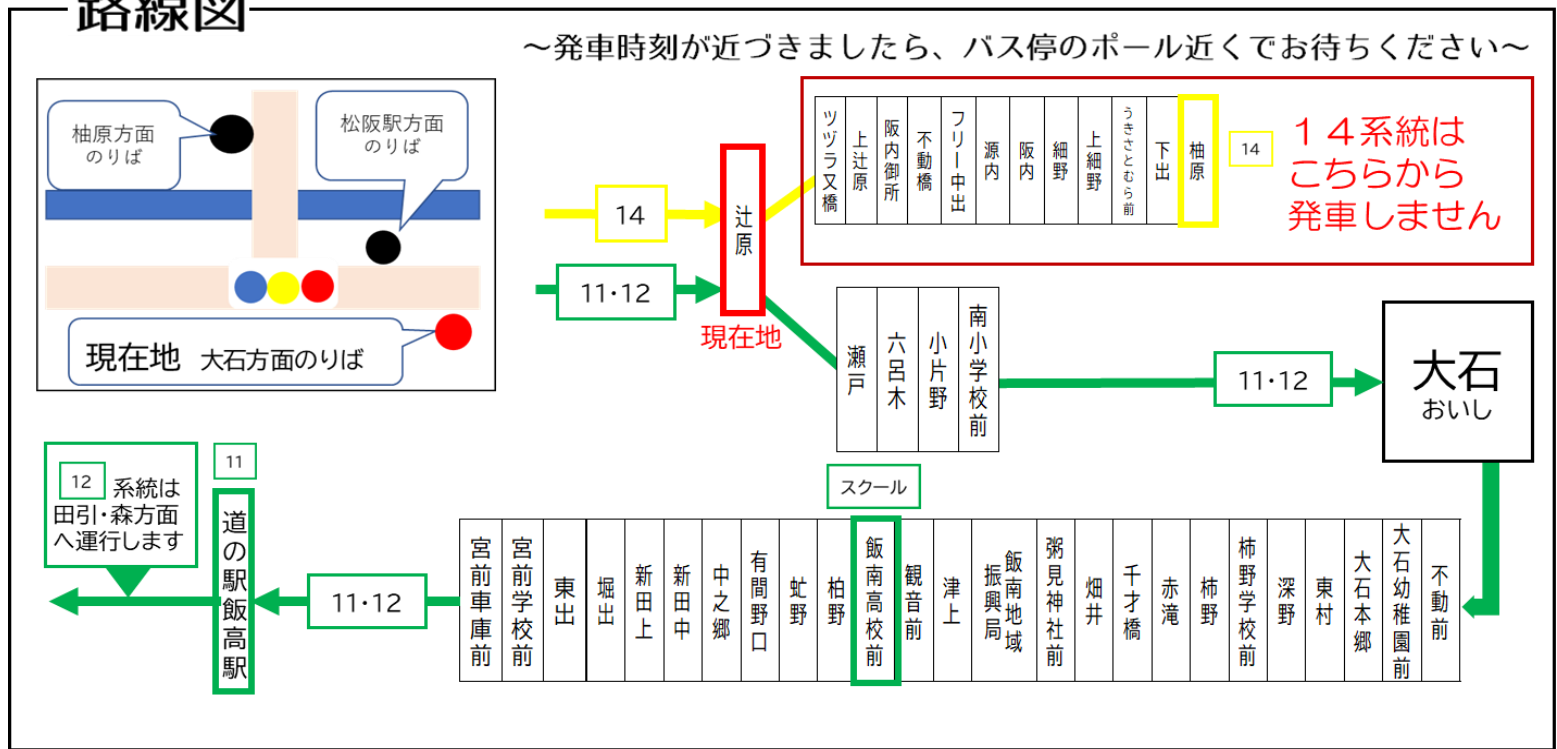 路線図
～発車時刻が近づきましたら、バス停のポール近くでお待ちください～
柚原方面
のりば
松阪駅方面
のりば
現在地 大石方面のりば
14
11・12
辻原
現在地
ツヅラ又橋
上辻原
阪内御所
不動橋
フリー中出
源内
阪内
細野
上細野
うきさとむら前
下出
柚原
14
１４系統は
こちらから
発車しません
瀬戸
六呂木
小片野
南小学校前
11・12
大石
おいし
不動前
大石幼稚園前
大石本郷
東村
深野
柿野学校前
柿野
赤滝
千才橋
畑井
粥見神社前
飯南地域
振興局
津上
観音前
スクール
飯南高校前
柏野
虻野
有間野口
中之郷
新田中
新田上
堀出
東出
宮前学校前
宮前車庫前
11・12
11
道の駅飯高駅
12 系統は
田引・森方面
へ運行します